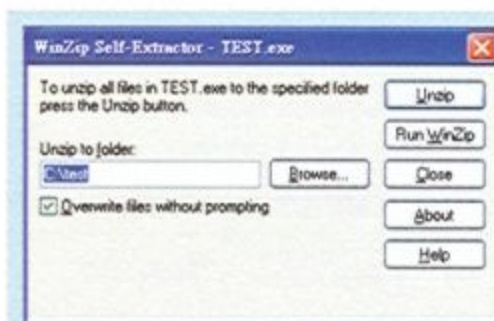 WinZip Self-Extractor - TEST.exe
To unzip all files in TEST.exe to the specified folder
press the Unzip button.
Unzip to folder:
C:\test
Browse...
Overwrite files without prompting
Unzip
Run WinZip
Close
About
Help